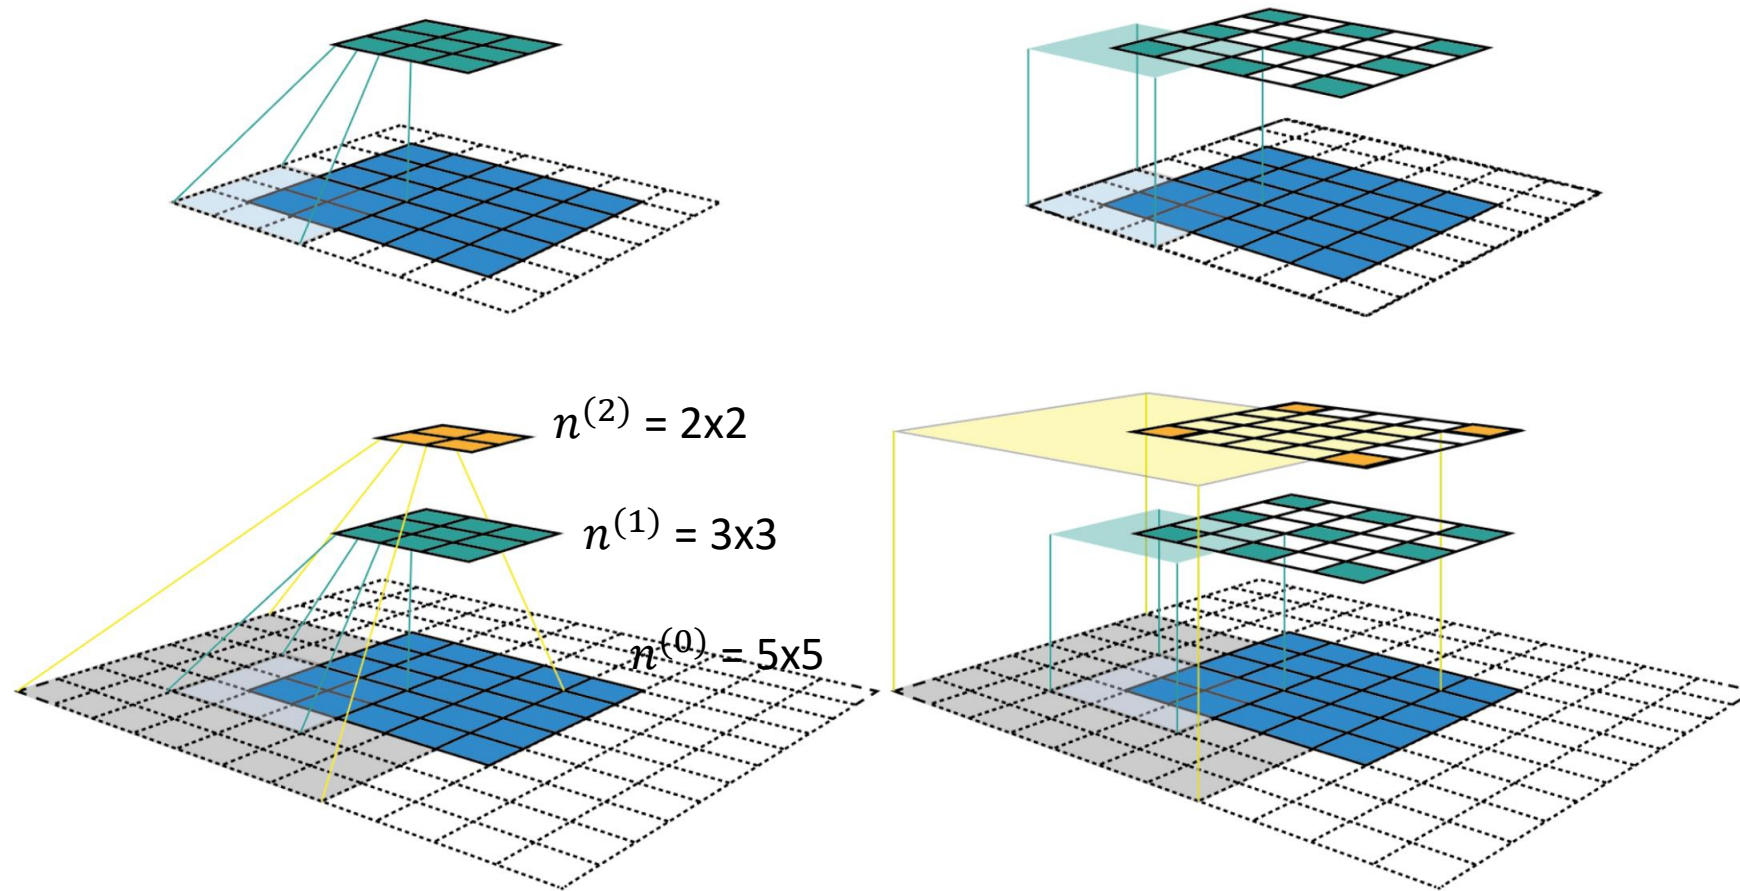 n⁽²⁾ = 2x2
n⁽¹⁾ = 3x3
n⁽⁰⁾ = 5x5